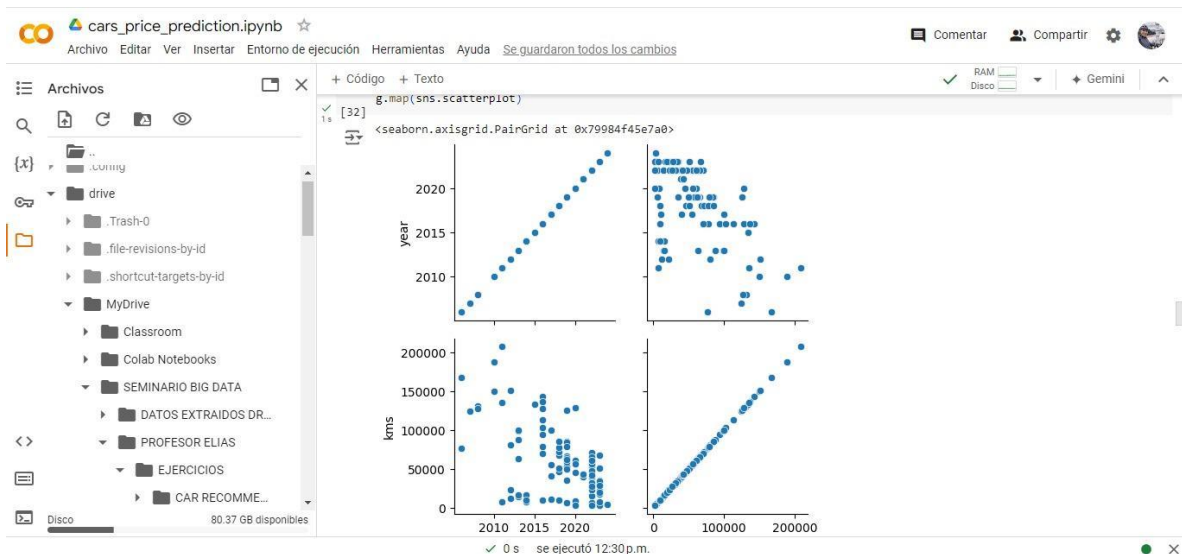 cars_price_prediction.ipynb
Archivo Editar Ver Insertar Entorno de ejecución Herramientas Ayuda Se guardaron todos los cambios
Comentar Compartir
Archivos
+ Código + Texto
RAM
Disco
Gemini
{x}
..
.config
drive
.Trash-0
.file-revisions-by-id
.shortcut-targets-by-id
MyDrive
Classroom
Colab Notebooks
SEMINARIO BIG DATA
DATOS EXTRAIDOS DR...
PROFESOR ELIAS
EJERCICIOS
CAR RECOMME...
Disco 80.37 GB disponibles
g.map(sns.scatterplot)
[32]
1 s
<seaborn.axisgrid.PairGrid at 0x79984f45e7a0>
year
2020
2015
2010
kms
200000
150000
100000
50000
0
2010 2015 2020
0 100000 200000
0 s se ejecutó 12:30 p.m.